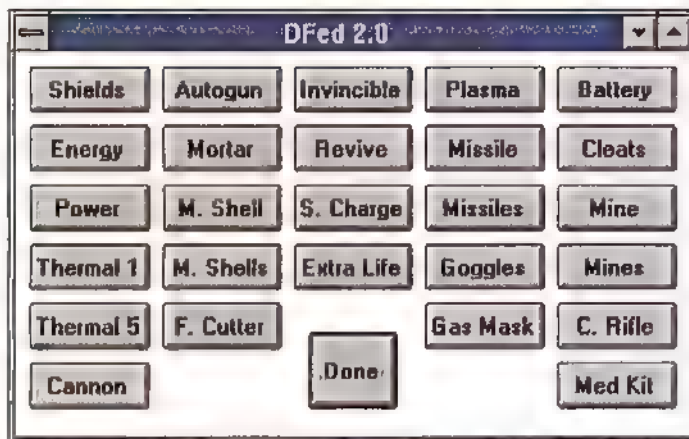 DFed 2.0
Shields Autogun Invincible Plasma Battery
Energy Mortar Revive Missile Cleats
Power M. Shell S. Charge Missiles Mine
Thermal 1 M. Shells Extra Life Goggles Mines
Thermal 5 F. Cutter Gas Mask C. Rifle
Cannon Done Med Kit